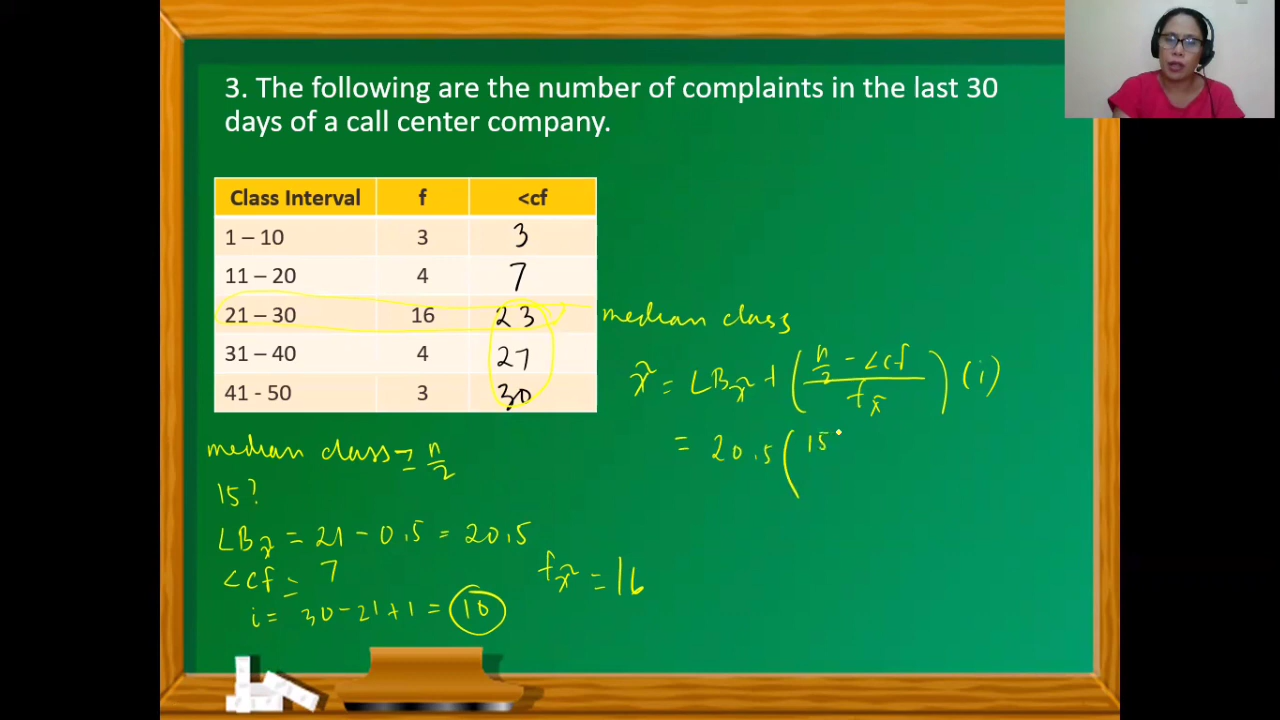 3. The following are the number of complaints in the last 30
days of a call center company.
Class Interval f <cf
1 – 10 3 3
11 – 20 4 7
21 – 30 16 23
31 – 40 4 27
41 - 50 3 30
median class
x̃ = LBx̃ + (n/2 - <cf / fx̃) (i)
= 20.5 ( 15
median class ≥ n/2
15?
LBx̃ = 21 - 0.5 = 20.5
<cf = 7
fx̃ = 16
i = 30 - 21 + 1 = 10